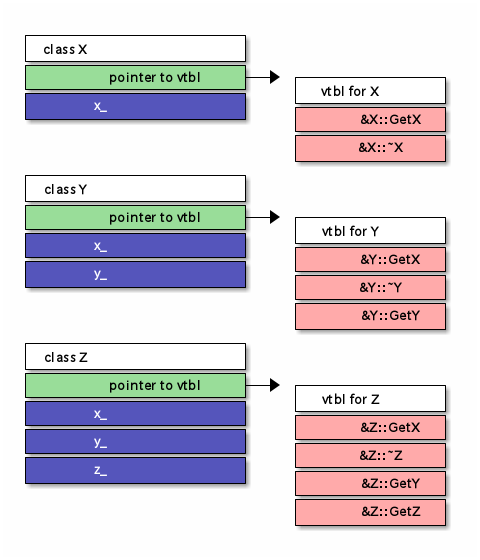 class X
pointer to vtbl
x_
vtbl for X
&X::GetX
&X::~X
class Y
pointer to vtbl
x_
y_
vtbl for Y
&Y::GetX
&Y::~Y
&Y::GetY
class Z
pointer to vtbl
x_
y_
z_
vtbl for Z
&Z::GetX
&Z::~Z
&Z::GetY
&Z::GetZ